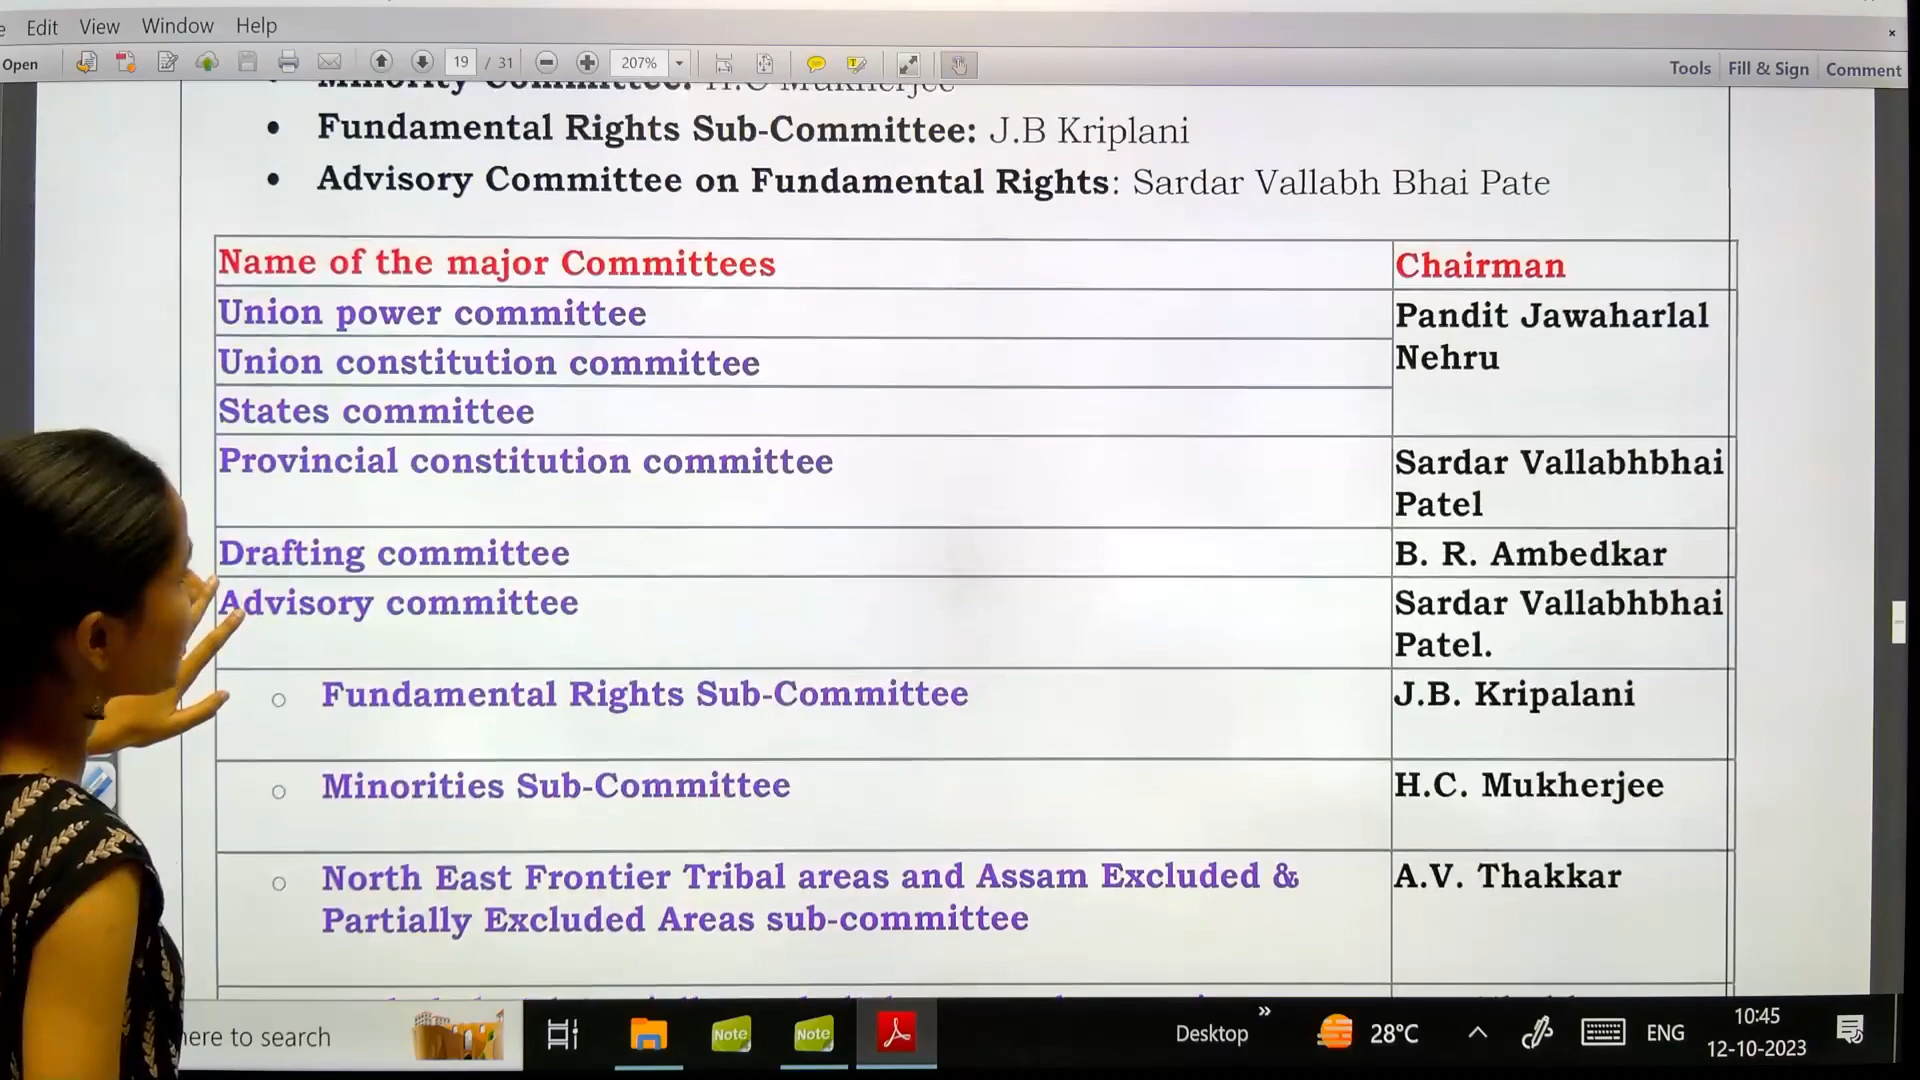 Edit View Window Help
Open 19 / 31 207% Tools Fill & Sign Comment
Minority Committee: H.C Mukherjee
• Fundamental Rights Sub-Committee: J.B Kriplani
• Advisory Committee on Fundamental Rights: Sardar Vallabh Bhai Pate
Name of the major Committees Chairman
Union power committee Pandit Jawaharlal
Nehru
Union constitution committee
States committee
Provincial constitution committee Sardar Vallabhbhai
Patel
Drafting committee B. R. Ambedkar
Advisory committee Sardar Vallabhbhai
Patel.
Fundamental Rights Sub-Committee J.B. Kripalani
Minorities Sub-Committee H.C. Mukherjee
North East Frontier Tribal areas and Assam Excluded & A.V. Thakkar
Partially Excluded Areas sub-committee
here to search Note Note Desktop 28°C ENG 10:45
12-10-2023